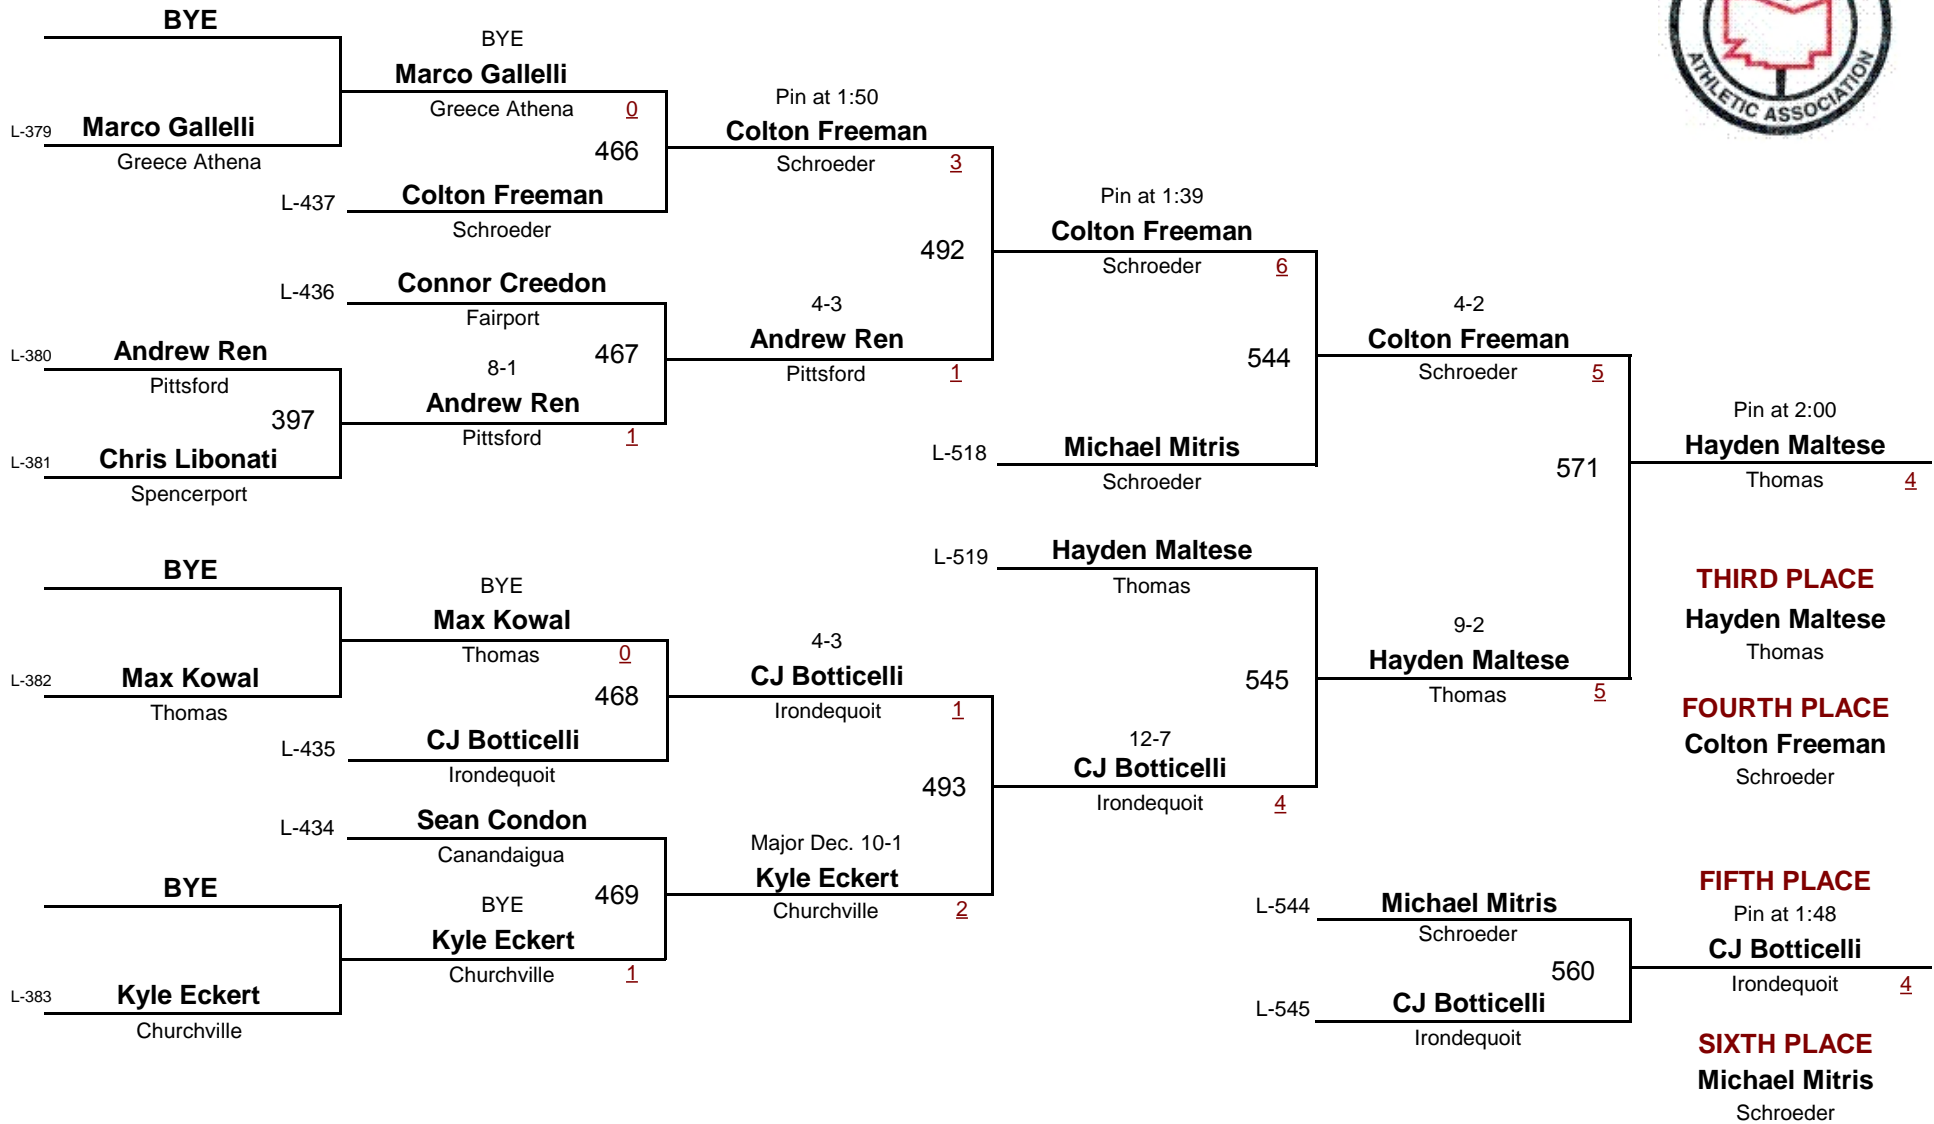 BYE
L-379 Marco Gallelli
Greece Athena
BYE
Marco Gallelli
Greece Athena 0
466
L-437 Colton Freeman
Schroeder
Pin at 1:50
Colton Freeman
Schroeder 3
L-436 Connor Creedon
Fairport
467
L-380 Andrew Ren
Pittsford
397
L-381 Chris Libonati
Spencerport
8-1
Andrew Ren
Pittsford 1
4-3
Andrew Ren
Pittsford 1
492
Pin at 1:39
Colton Freeman
Schroeder 6
544
L-518 Michael Mitris
Schroeder
4-2
Colton Freeman
Schroeder 5
571
Pin at 2:00
Hayden Maltese
Thomas 4
BYE
L-382 Max Kowal
Thomas
BYE
Max Kowal
Thomas 0
468
L-435 CJ Botticelli
Irondequoit
4-3
CJ Botticelli
Irondequoit 1
L-434 Sean Condon
Canandaigua
469
BYE
L-383 Kyle Eckert
Churchville
BYE
Kyle Eckert
Churchville 1
Major Dec. 10-1
Kyle Eckert
Churchville 2
493
L-519 Hayden Maltese
Thomas
545
12-7
CJ Botticelli
Irondequoit 4
9-2
Hayden Maltese
Thomas 5
THIRD PLACE
Hayden Maltese
Thomas
FOURTH PLACE
Colton Freeman
Schroeder
L-544 Michael Mitris
Schroeder
560
L-545 CJ Botticelli
Irondequoit
FIFTH PLACE
Pin at 1:48
CJ Botticelli
Irondequoit 4
SIXTH PLACE
Michael Mitris
Schroeder
ATHLETIC ASSOCIATION